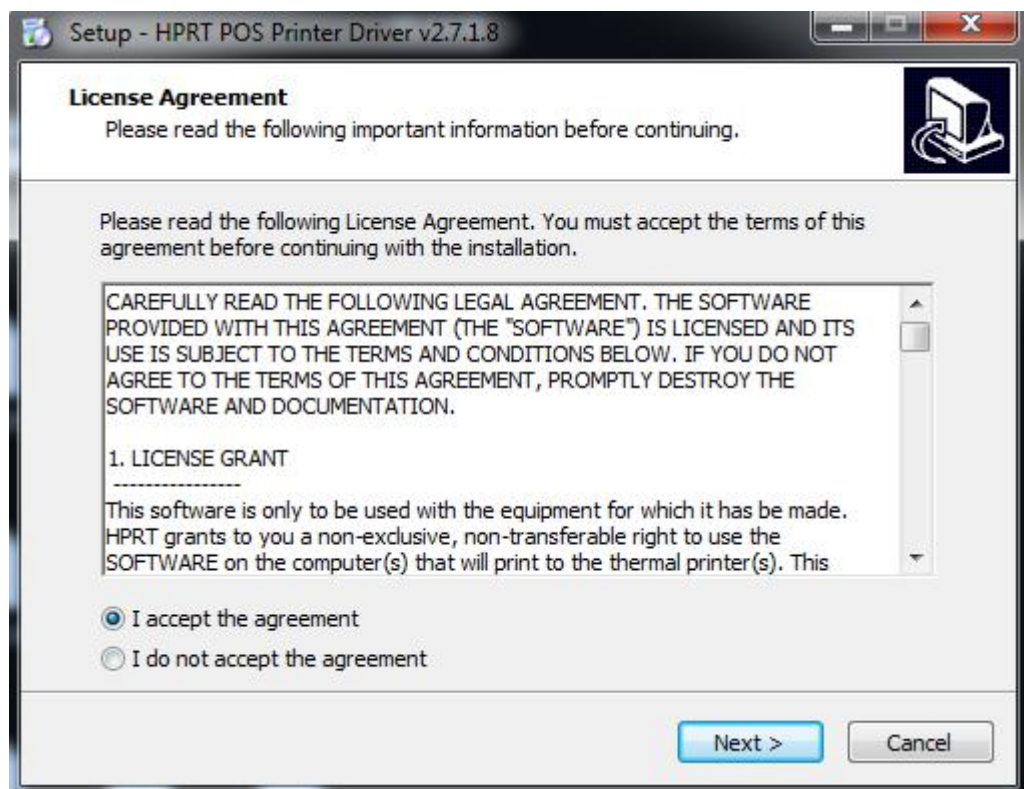 Setup - HPRT POS Printer Driver v2.7.1.8
License Agreement
Please read the following important information before continuing.
Please read the following License Agreement. You must accept the terms of this
agreement before continuing with the installation.
CAREFULLY READ THE FOLLOWING LEGAL AGREEMENT. THE SOFTWARE
PROVIDED WITH THIS AGREEMENT (THE "SOFTWARE") IS LICENSED AND ITS
USE IS SUBJECT TO THE TERMS AND CONDITIONS BELOW. IF YOU DO NOT
AGREE TO THE TERMS OF THIS AGREEMENT, PROMPTLY DESTROY THE
SOFTWARE AND DOCUMENTATION.
1. LICENSE GRANT
----------------
This software is only to be used with the equipment for which it has be made.
HPRT grants to you a non-exclusive, non-transferable right to use the
SOFTWARE on the computer(s) that will print to the thermal printer(s). This
I accept the agreement
I do not accept the agreement
Next >
Cancel